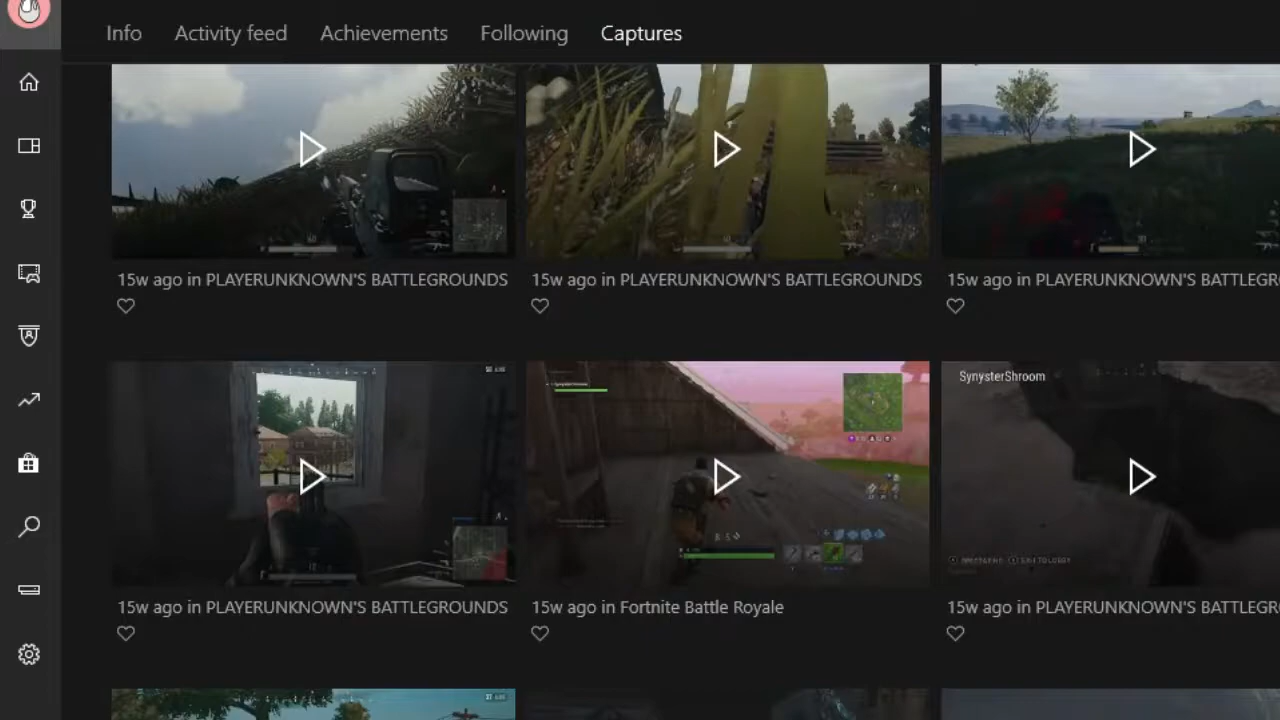 Info Activity feed Achievements Following Captures
15w ago in PLAYERUNKNOWN'S BATTLEGROUNDS
15w ago in PLAYERUNKNOWN'S BATTLEGROUNDS
15w ago in PLAYERUNKNOWN'S BATTLEGR
SynysterShroom
15w ago in PLAYERUNKNOWN'S BATTLEGROUNDS
15w ago in Fortnite Battle Royale
15w ago in PLAYERUNKNOWN'S BATTLEGR